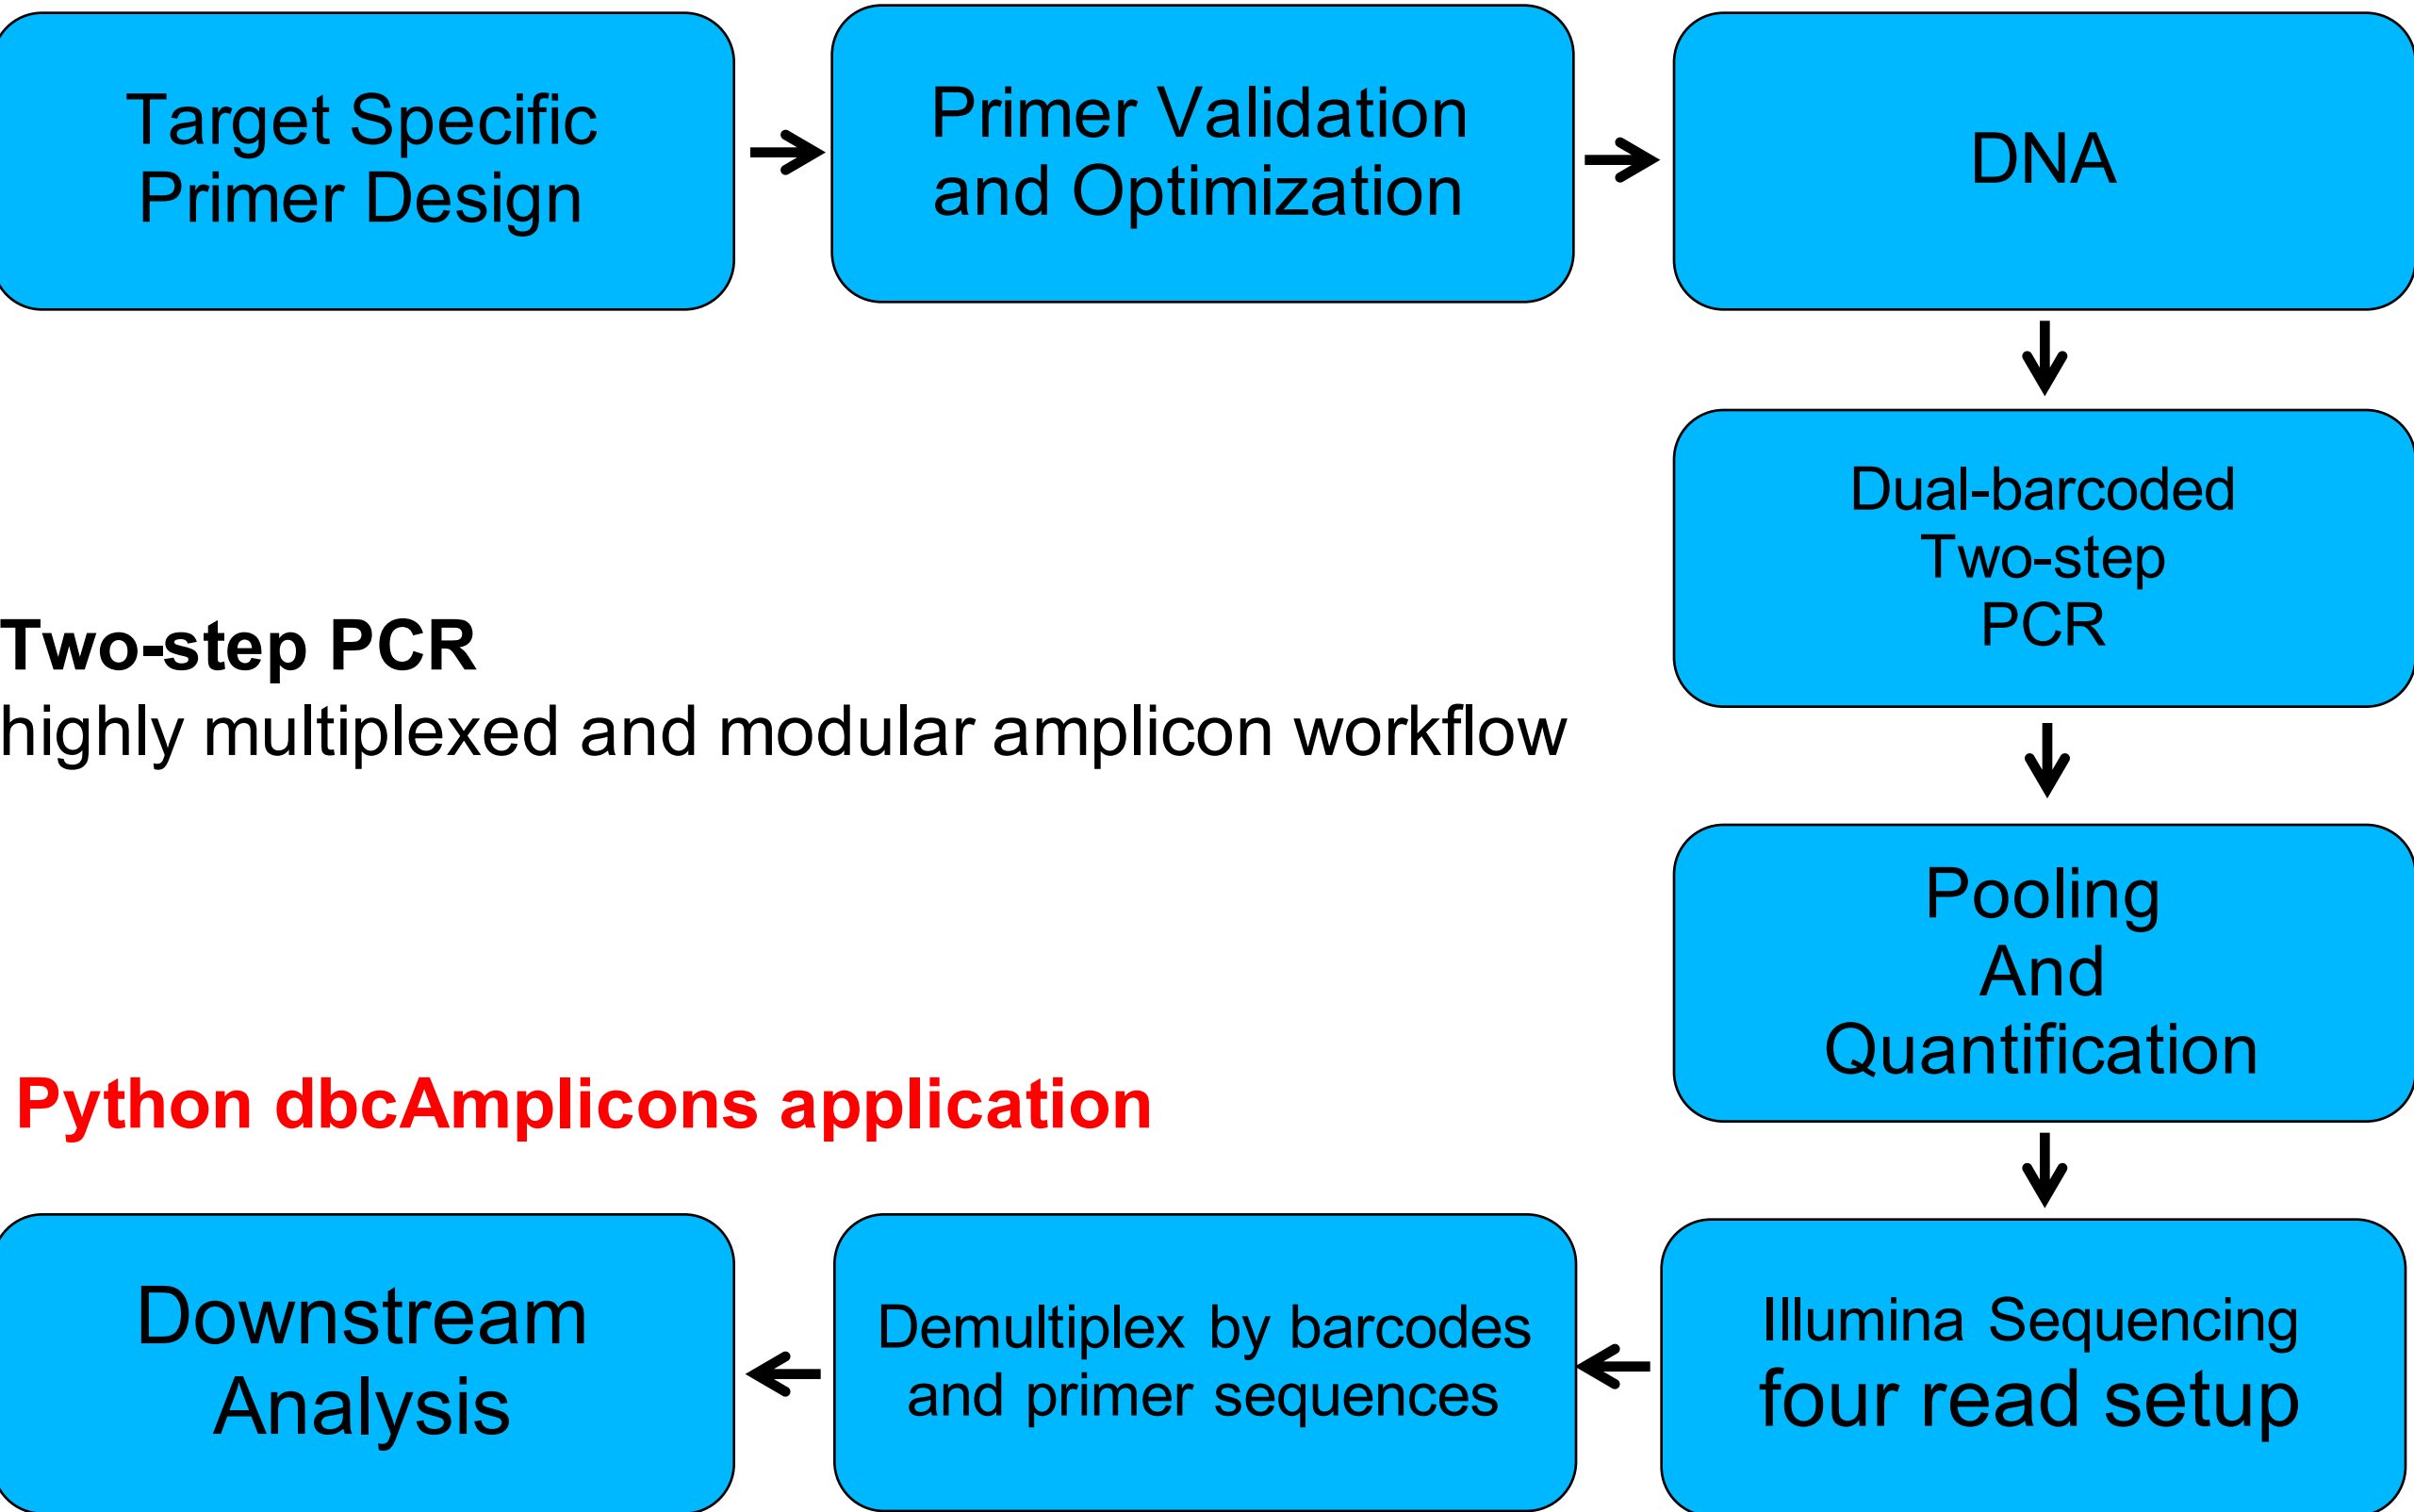 Target Specific
Primer Design
Primer Validation
and Optimization
DNA
Dual-barcoded
Two-step
PCR
Two-step PCR
highly multiplexed and modular amplicon workflow
Pooling
And
Quantification
Python dbcAmplicons application
Downstream
Analysis
Demultiplex by barcodes
and primer sequences
Illumina Sequencing
four read setup